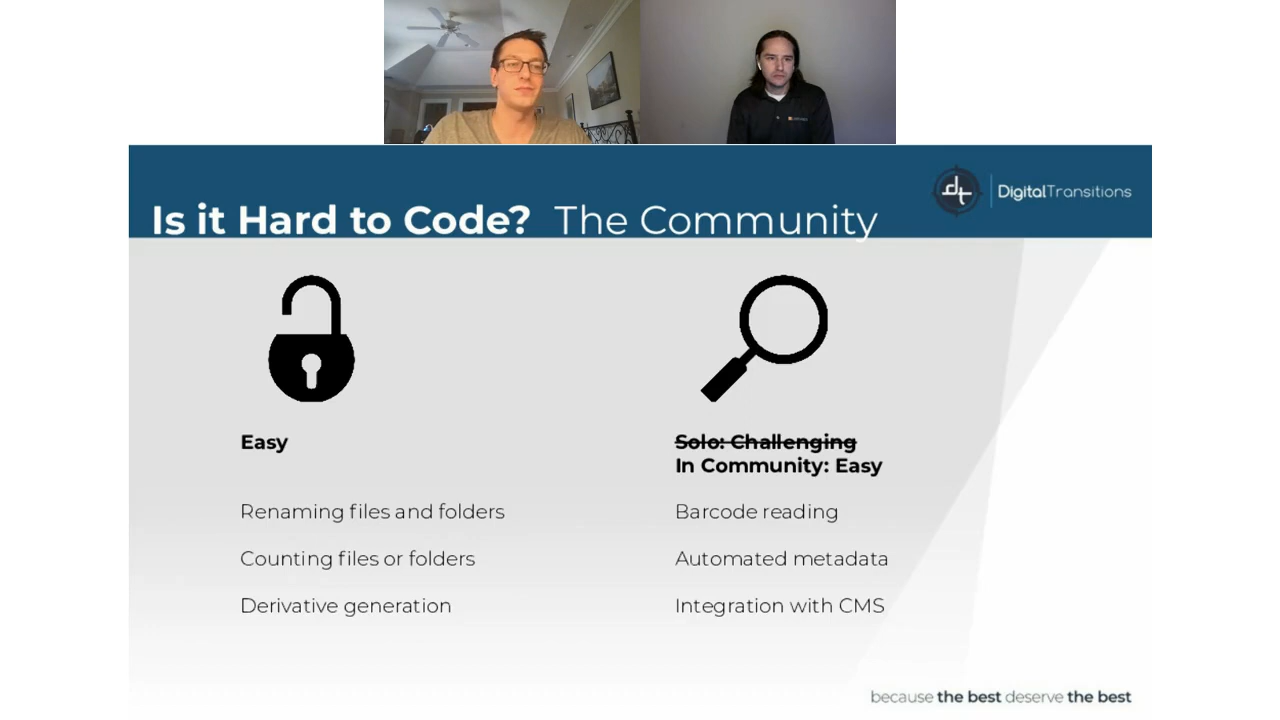 dt DigitalTransitions
Is it Hard to Code? The Community
Easy
Solo: Challenging
In Community: Easy
Renaming files and folders
Barcode reading
Counting files or folders
Automated metadata
Derivative generation
Integration with CMS
because the best deserve the best